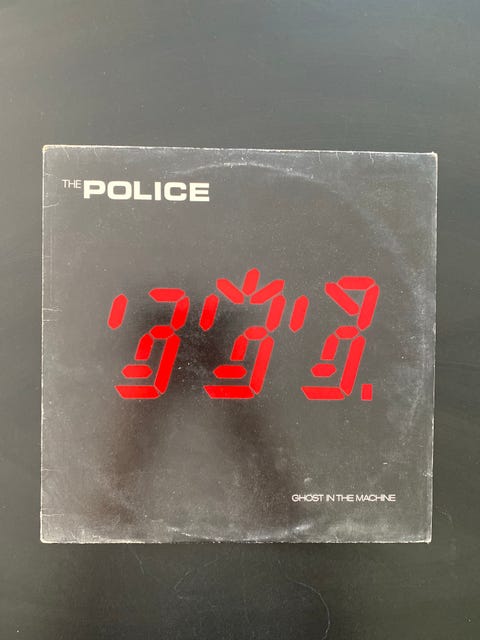 THE POLICE
GHOST IN THE MACHINE